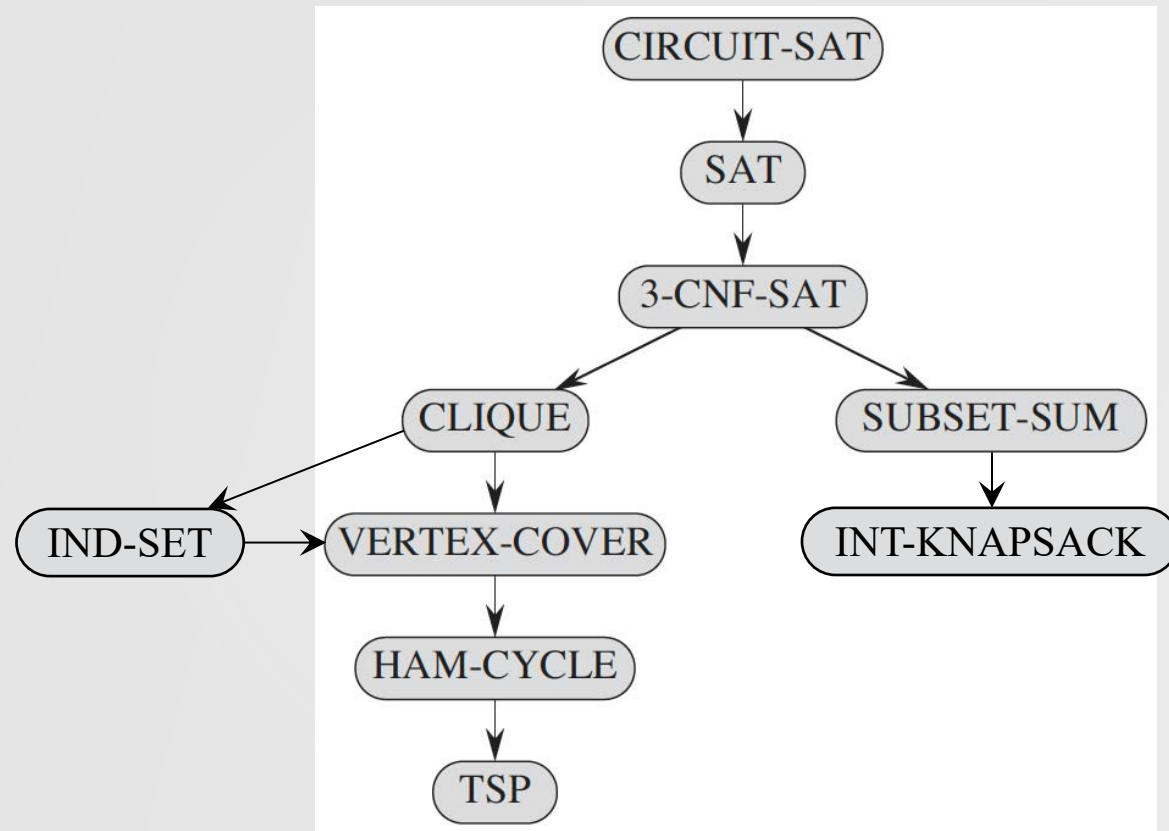 CIRCUIT-SAT
SAT
3-CNF-SAT
CLIQUE
SUBSET-SUM
IND-SET
VERTEX-COVER
INT-KNAPSACK
HAM-CYCLE
TSP